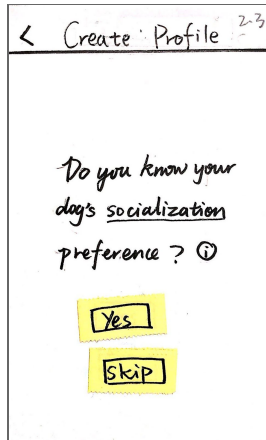 < Create Profile 2.3
Do you know your
dog's socialization
preference? ⓘ
Yes
Skip